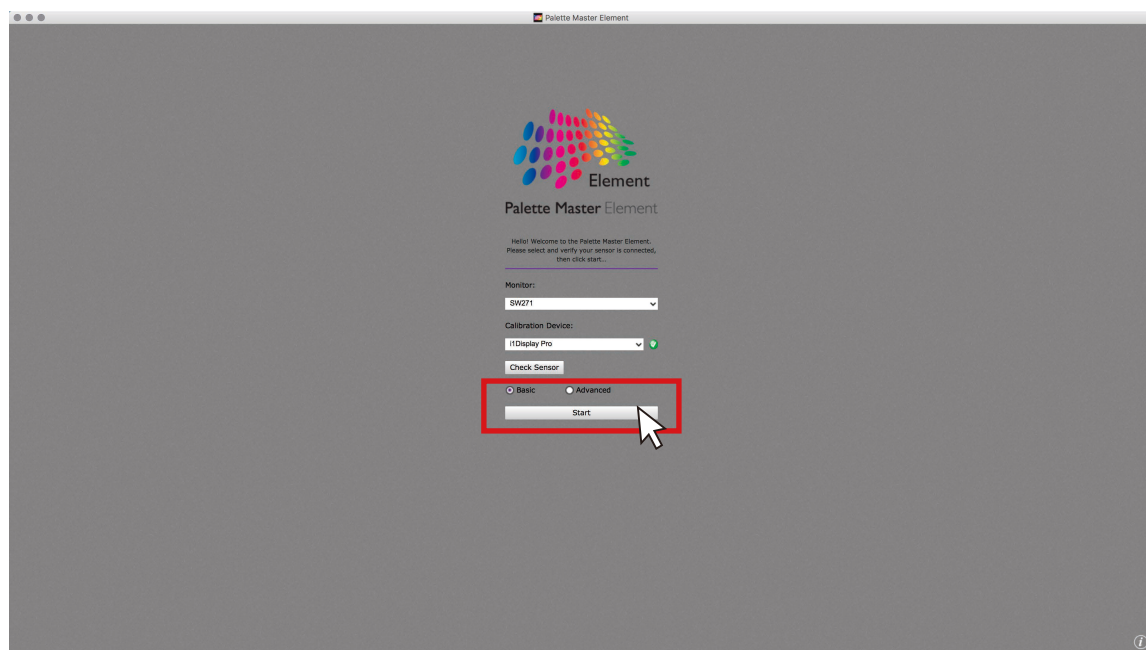 Palette Master Element
Element
Palette Master Element
Hello! Welcome to the Palette Master Element.
Please select and verify your sensor is connected,
then click start...
Monitor:
SW271
Calibration Device:
i1Display Pro
Check Sensor
Basic Advanced
Start
i